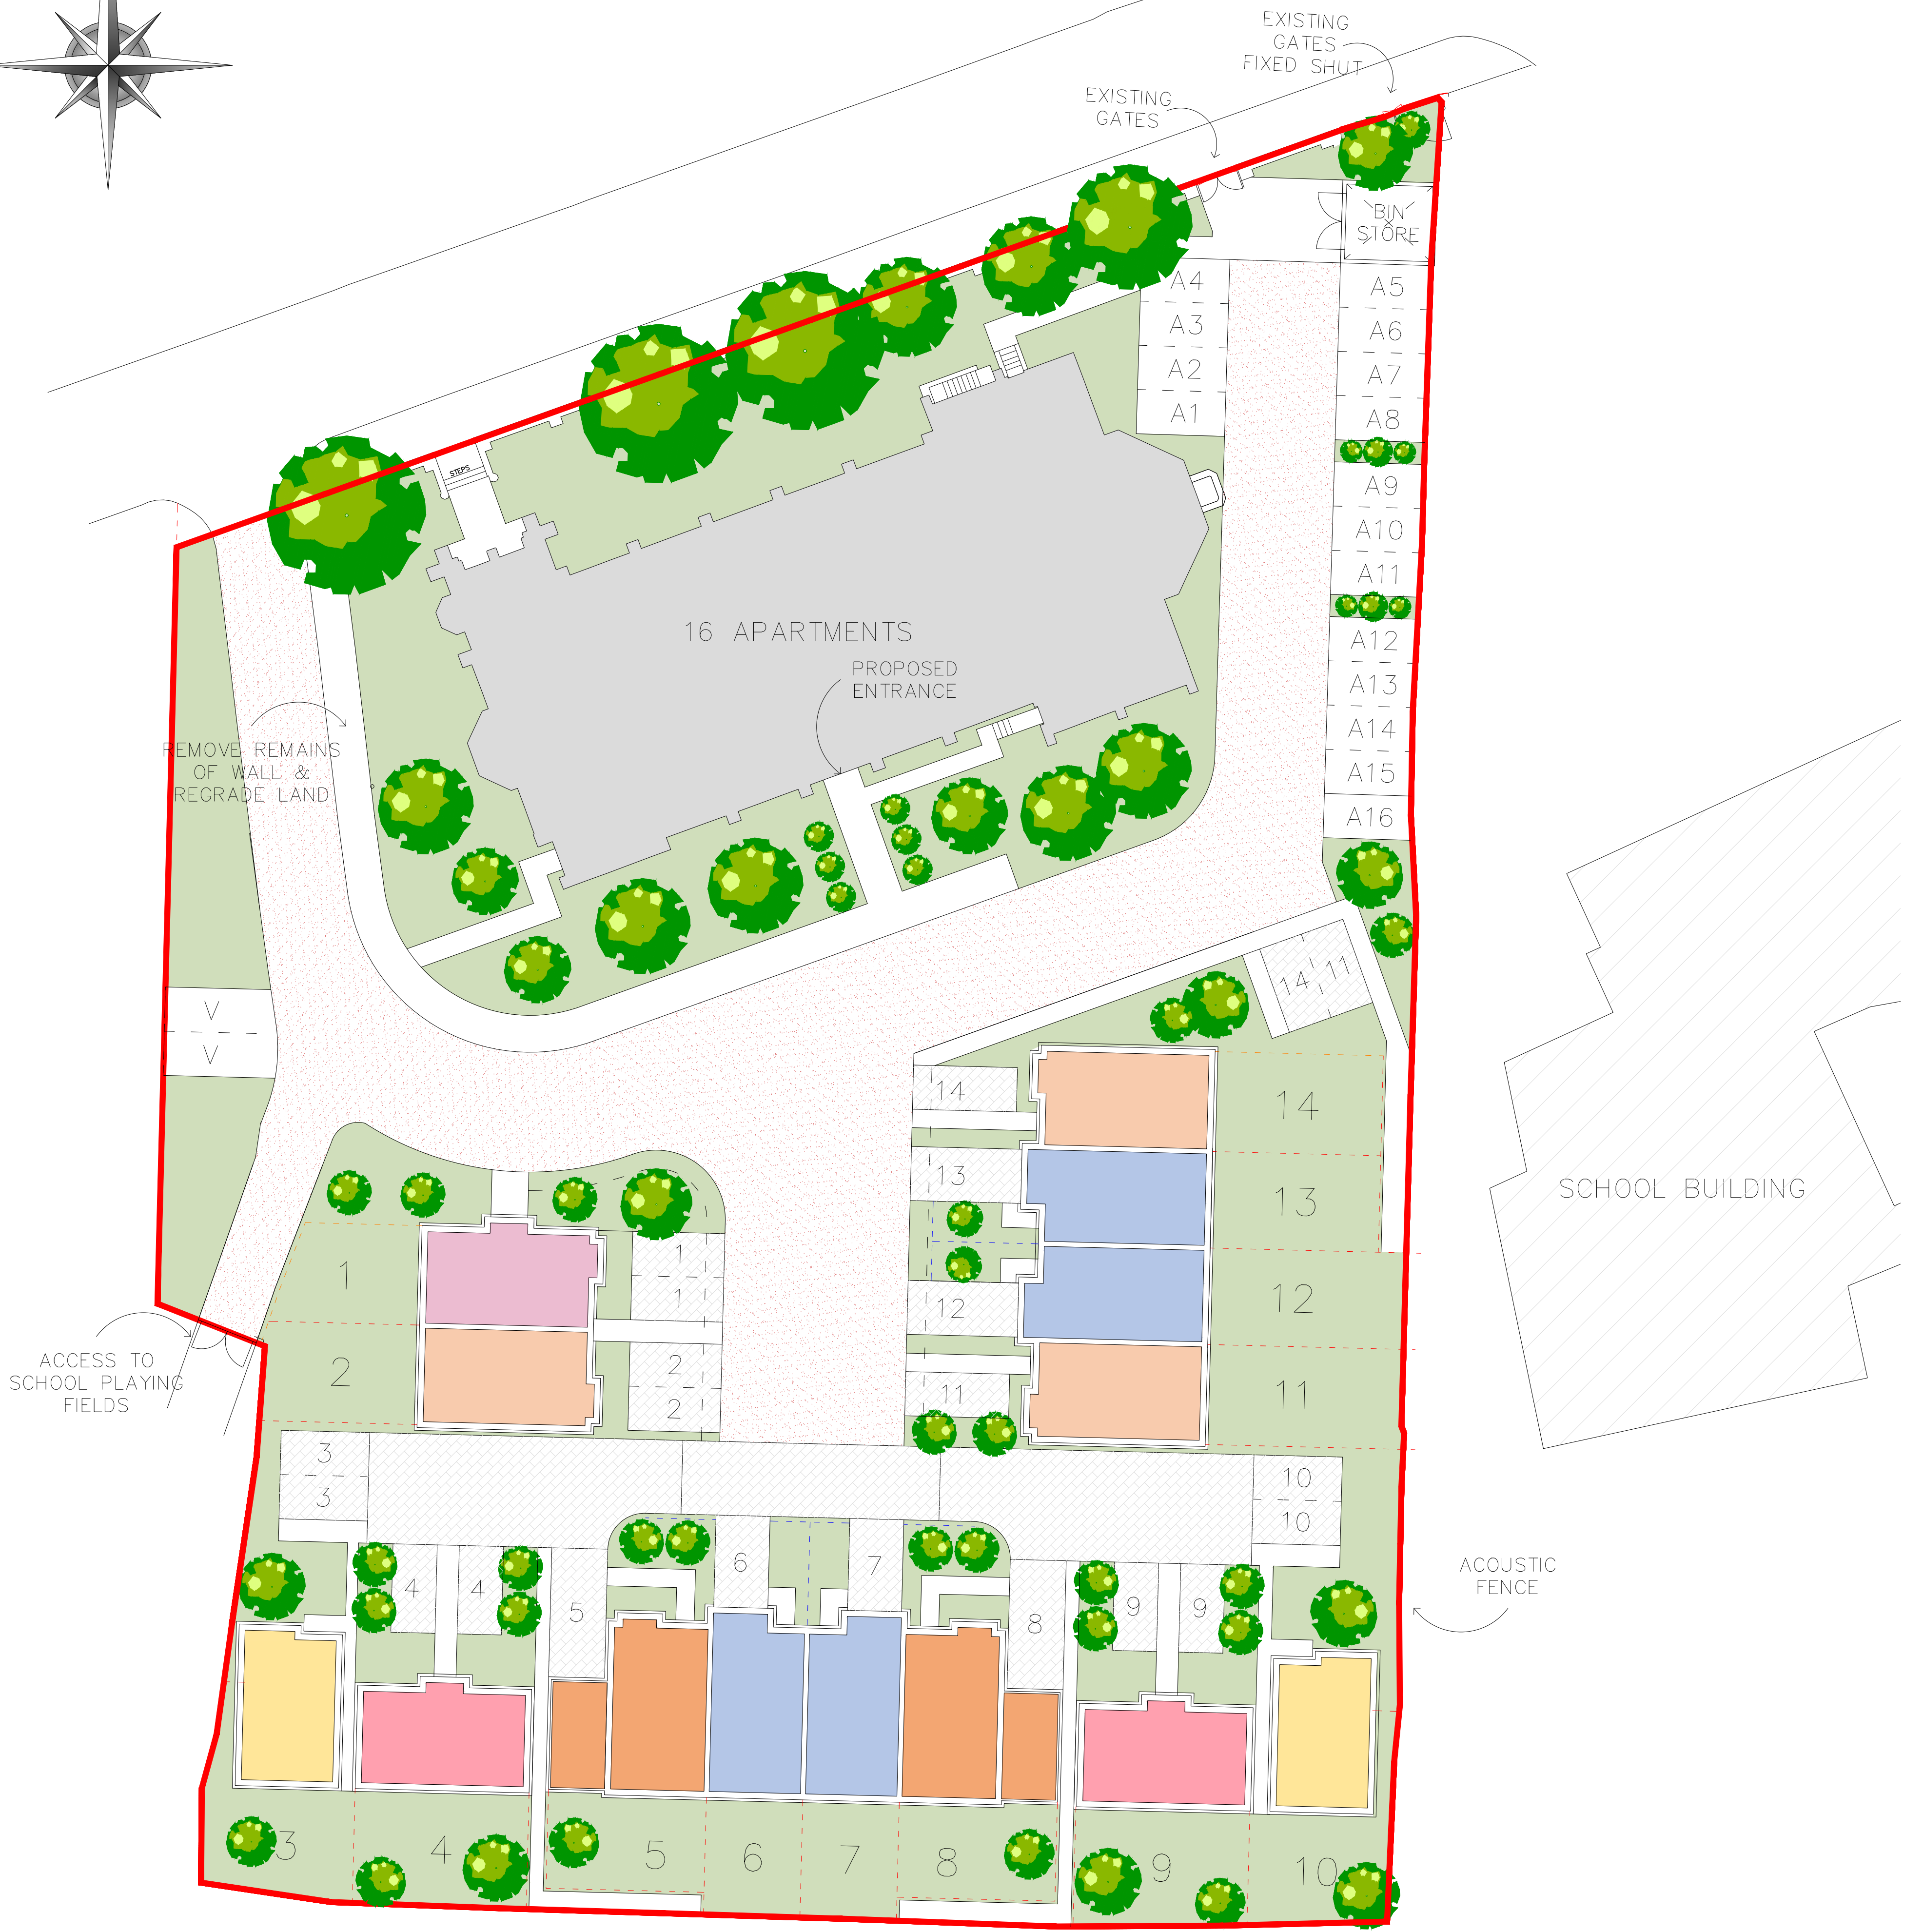 EXISTING
GATES
FIXED SHUT
EXISTING
GATES
BIN
STORE
A4
A3
A2
A1
A5
A6
A7
A8
A9
A10
A11
A12
A13
A14
A15
A16
STEPS
16 APARTMENTS
PROPOSED
ENTRANCE
REMOVE REMAINS
OF WALL &
REGRADE LAND
V
V
14 11
14
13
12
11
14
13
12
11
SCHOOL BUILDING
1
2
1
1
2
2
ACCESS TO
SCHOOL PLAYING
FIELDS
3
3
10
10
4 4
5
6
7
8
9 9
ACOUSTIC
FENCE
3
4
5
6
7
8
9
10